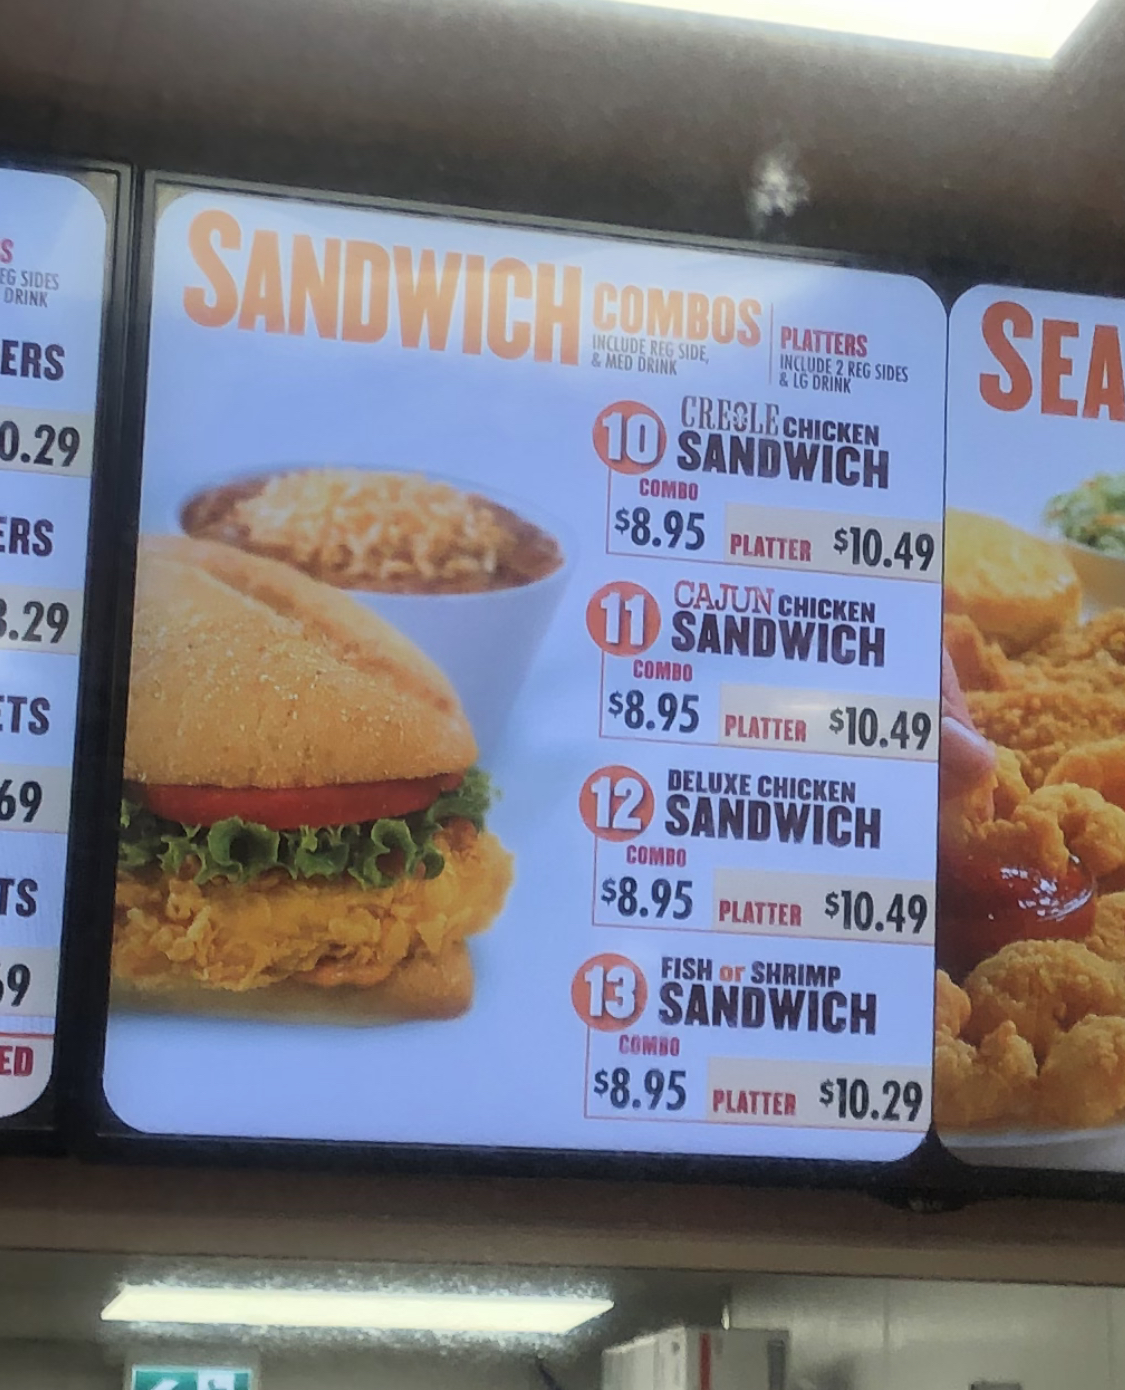 S
EG SIDES
DRINK
ERS
0.29
ERS
3.29
ETS
69
TS
69
ED
SANDWICH COMBOS
INCLUDE REG SIDE,
& MED DRINK
PLATTERS
INCLUDE 2 REG SIDES
& LG DRINK
10 CREOLE CHICKEN
SANDWICH
COMBO
$8.95 PLATTER $10.49
11 CAJUN CHICKEN
SANDWICH
COMBO
$8.95 PLATTER $10.49
12 DELUXE CHICKEN
SANDWICH
COMBO
$8.95 PLATTER $10.49
13 FISH or SHRIMP
SANDWICH
COMBO
$8.95 PLATTER $10.29
SEA